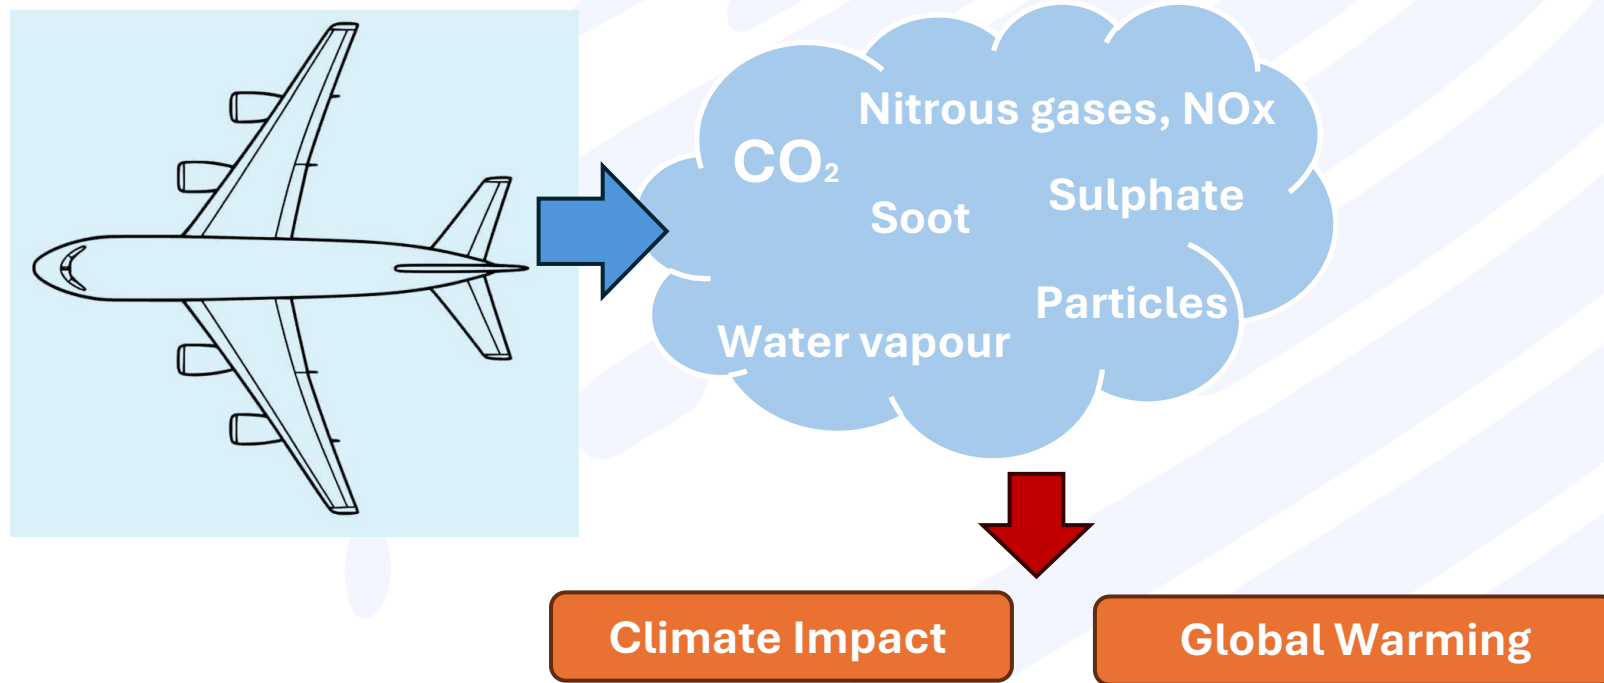 Nitrous gases, NOx
CO₂
Sulphate
Soot
Particles
Water vapour
Climate Impact
Global Warming